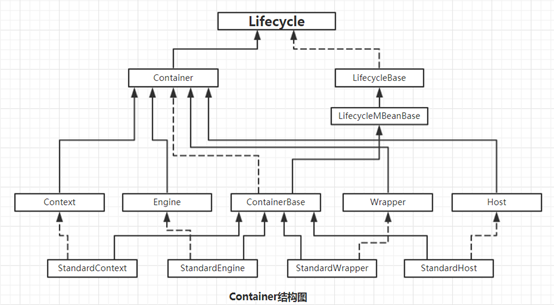 Lifecycle
Container
LifecycleBase
LifecycleMBeanBase
Context
Engine
ContainerBase
Wrapper
Host
StandardContext
StandardEngine
StandardWrapper
StandardHost
Container结构图